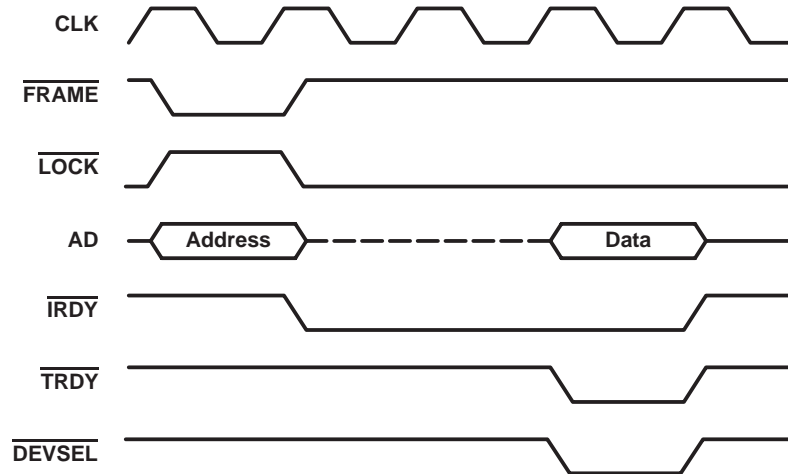 CLK
FRAME
LOCK
AD
Address
Data
IRDY
TRDY
DEVSEL